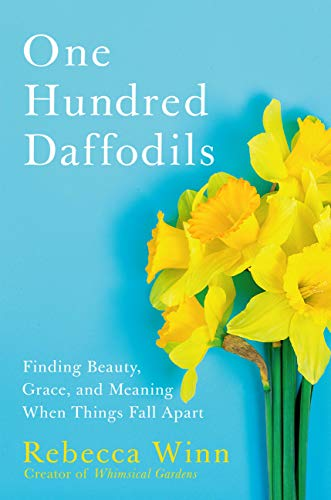 One
Hundred
Daffodils
Finding Beauty,
Grace, and Meaning
When Things Fall Apart
Rebecca Winn
Creator of Whimsical Gardens